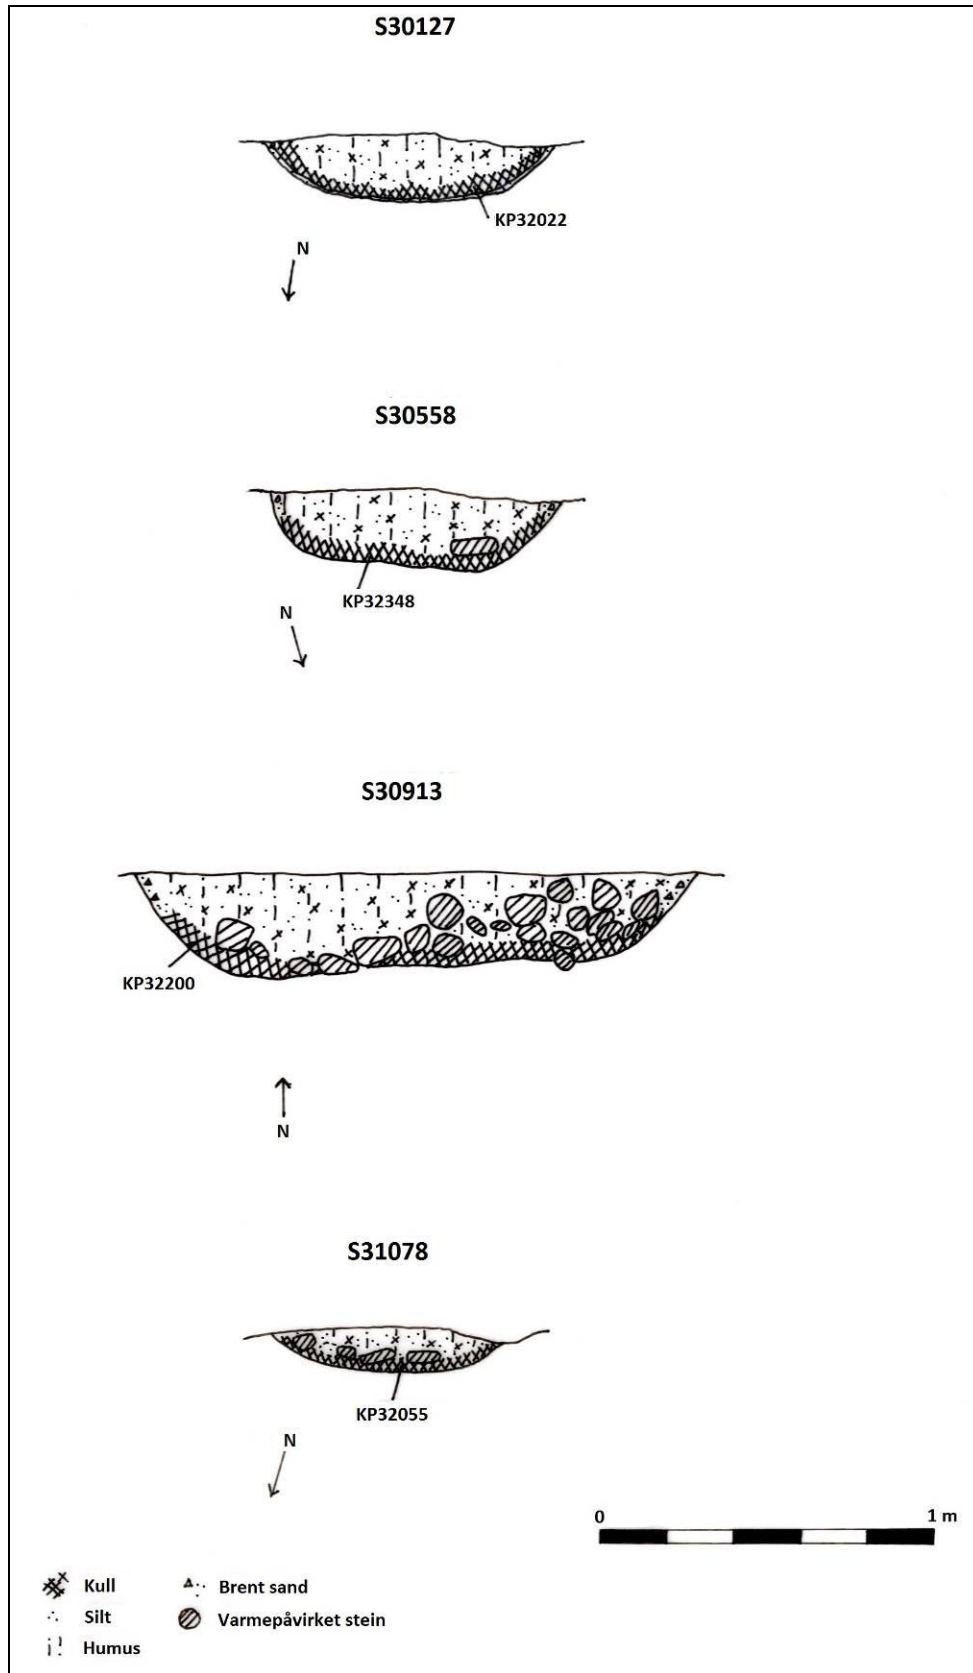 S30127
KP32022
N
S30558
KP32348
N
S30913
KP32200
N
S31078
KP32055
N
0 1 m
Kull Brent sand
Silt Varmepåvirket stein
Humus